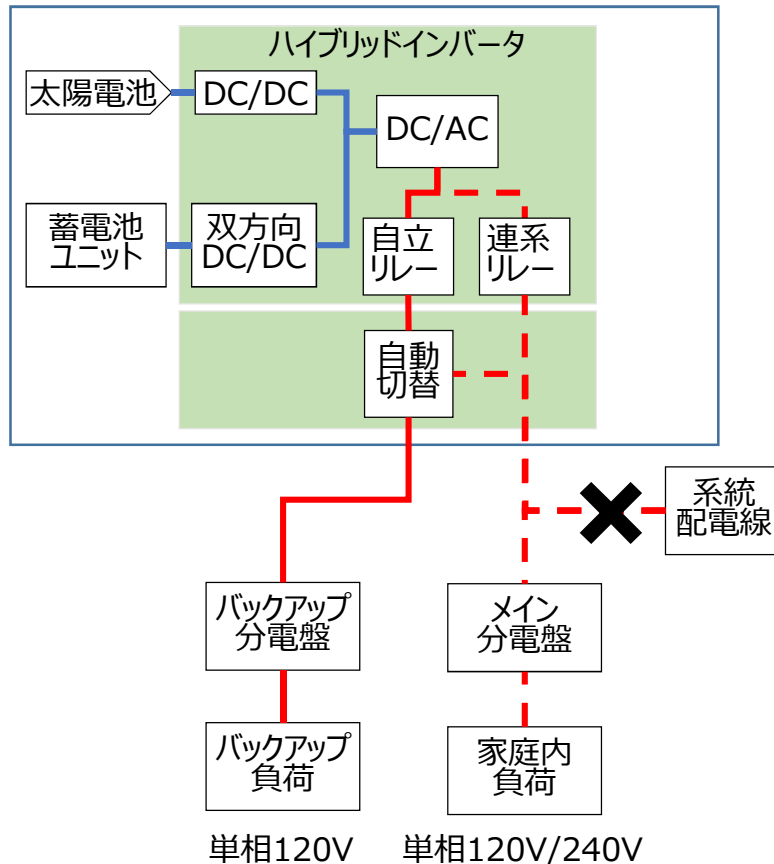 ハイブリッドインバータ
太陽電池
DC/DC
DC/AC
蓄電池
ユニット
双方向
DC/DC
自立
リレー
連系
リレー
自動
切替
系統
配電線
バックアップ
分電盤
メイン
分電盤
バックアップ
負荷
家庭内
負荷
単相120V
単相120V/240V